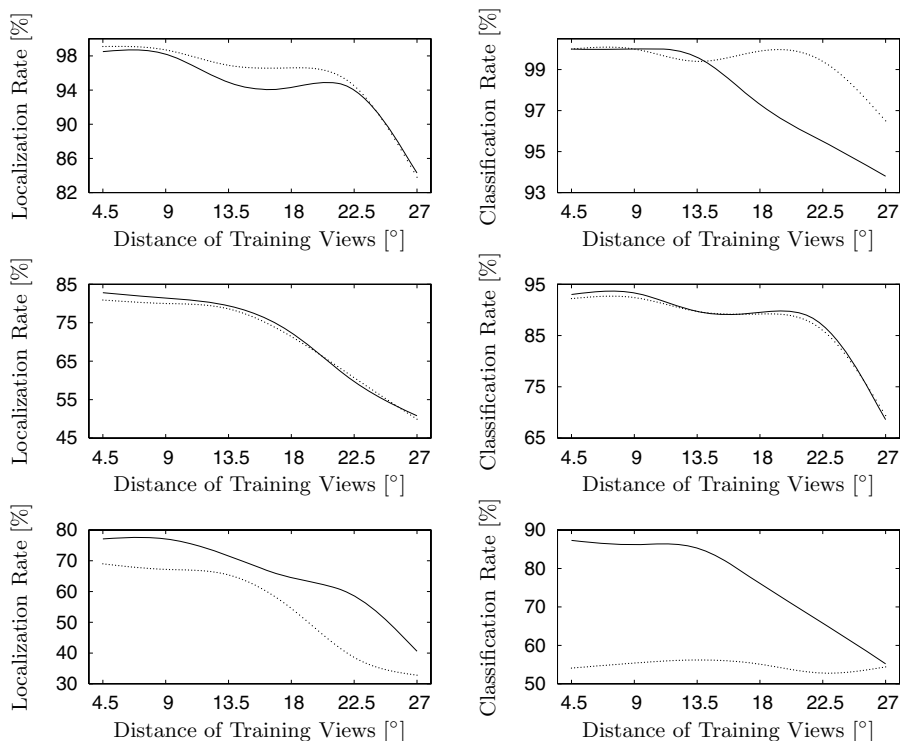 Localization Rate [%]
98
94
90
86
82
4.5 9 13.5 18 22.5 27
Distance of Training Views [°]
Classification Rate [%]
99
97
95
93
4.5 9 13.5 18 22.5 27
Distance of Training Views [°]
Localization Rate [%]
85
75
65
55
45
4.5 9 13.5 18 22.5 27
Distance of Training Views [°]
Classification Rate [%]
95
85
75
65
4.5 9 13.5 18 22.5 27
Distance of Training Views [°]
Localization Rate [%]
80
70
60
50
40
30
4.5 9 13.5 18 22.5 27
Distance of Training Views [°]
Classification Rate [%]
90
80
70
60
50
4.5 9 13.5 18 22.5 27
Distance of Training Views [°]